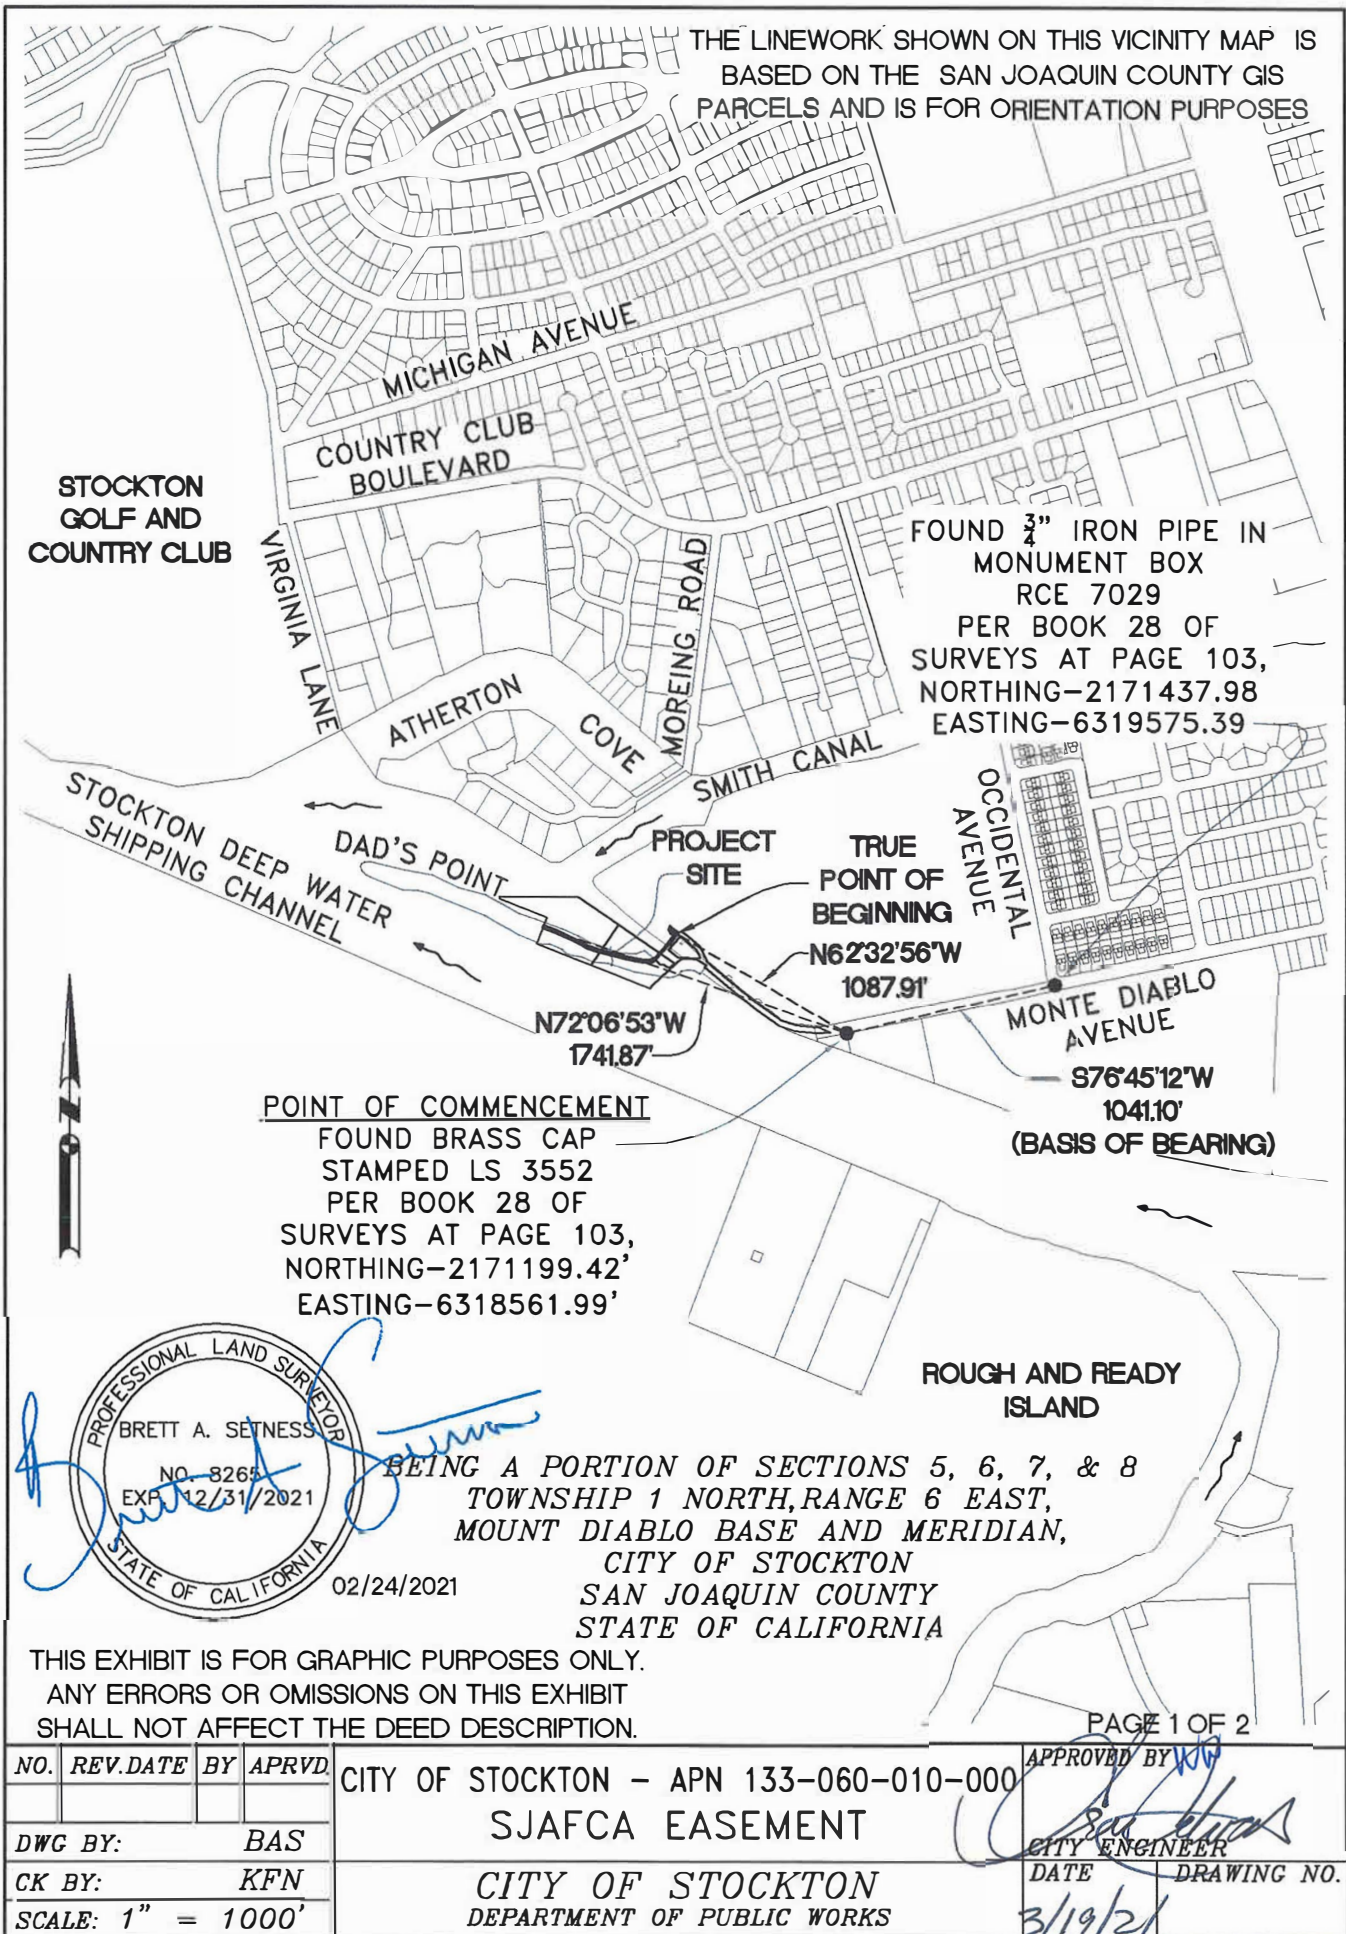 THE LINEWORK SHOWN ON THIS VICINITY MAP IS
BASED ON THE SAN JOAQUIN COUNTY GIS
PARCELS AND IS FOR ORIENTATION PURPOSES
MICHIGAN AVENUE
COUNTRY CLUB
BOULEVARD
STOCKTON
GOLF AND
COUNTRY CLUB
VIRGINIA LANE
MOREING ROAD
FOUND 3/4" IRON PIPE IN
MONUMENT BOX
RCE 7029
PER BOOK 28 OF
SURVEYS AT PAGE 103,
NORTHING-2171437.98
EASTING-6319575.39
ATHERTON
COVE
SMITH CANAL
STOCKTON DEEP WATER
SHIPPING CHANNEL
DAD'S POINT
PROJECT
SITE
TRUE
POINT OF
BEGINNING
OCCIDENTAL
AVENUE
N62°32'56"W
1087.91'
N72°06'53"W
1741.87'
MONTE DIABLO
AVENUE
S76°45'12"W
1041.10'
(BASIS OF BEARING)
N
POINT OF COMMENCEMENT
FOUND BRASS CAP
STAMPED LS 3552
PER BOOK 28 OF
SURVEYS AT PAGE 103,
NORTHING-2171199.42'
EASTING-6318561.99'
ROUGH AND READY
ISLAND
PROFESSIONAL LAND SURVEYOR
BRETT A. SETNESS
NO. 8265
EXP. 12/31/2021
STATE OF CALIFORNIA
02/24/2021
BEING A PORTION OF SECTIONS 5, 6, 7, & 8
TOWNSHIP 1 NORTH, RANGE 6 EAST,
MOUNT DIABLO BASE AND MERIDIAN,
CITY OF STOCKTON
SAN JOAQUIN COUNTY
STATE OF CALIFORNIA
THIS EXHIBIT IS FOR GRAPHIC PURPOSES ONLY.
ANY ERRORS OR OMISSIONS ON THIS EXHIBIT
SHALL NOT AFFECT THE DEED DESCRIPTION.
PAGE 1 OF 2
NO. REV.DATE BY APRVD.
DWG BY: BAS
CK BY: KFN
SCALE: 1" = 1000'
CITY OF STOCKTON - APN 133-060-010-000
SJAFCA EASEMENT
CITY OF STOCKTON
DEPARTMENT OF PUBLIC WORKS
APPROVED BY
CITY ENGINEER
DATE
3/19/21
DRAWING NO.